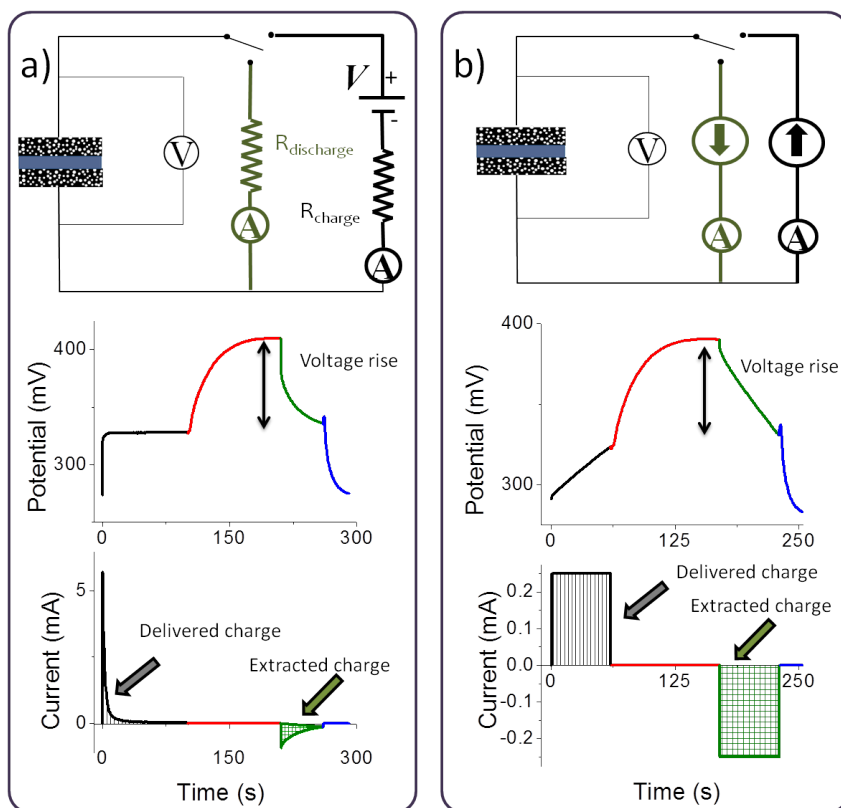 a)
V
+
-
V
R discharge
R charge
A
A
400
300
Potential (mV)
Voltage rise
0
150
300
5
0
Current (mA)
Delivered charge
Extracted charge
0
150
300
Time (s)
b)
V
A
A
400
300
Potential (mV)
Voltage rise
0
125
250
0.2
0.1
0.0
-0.1
-0.2
Current (mA)
Delivered charge
Extracted charge
0
125
250
Time (s)